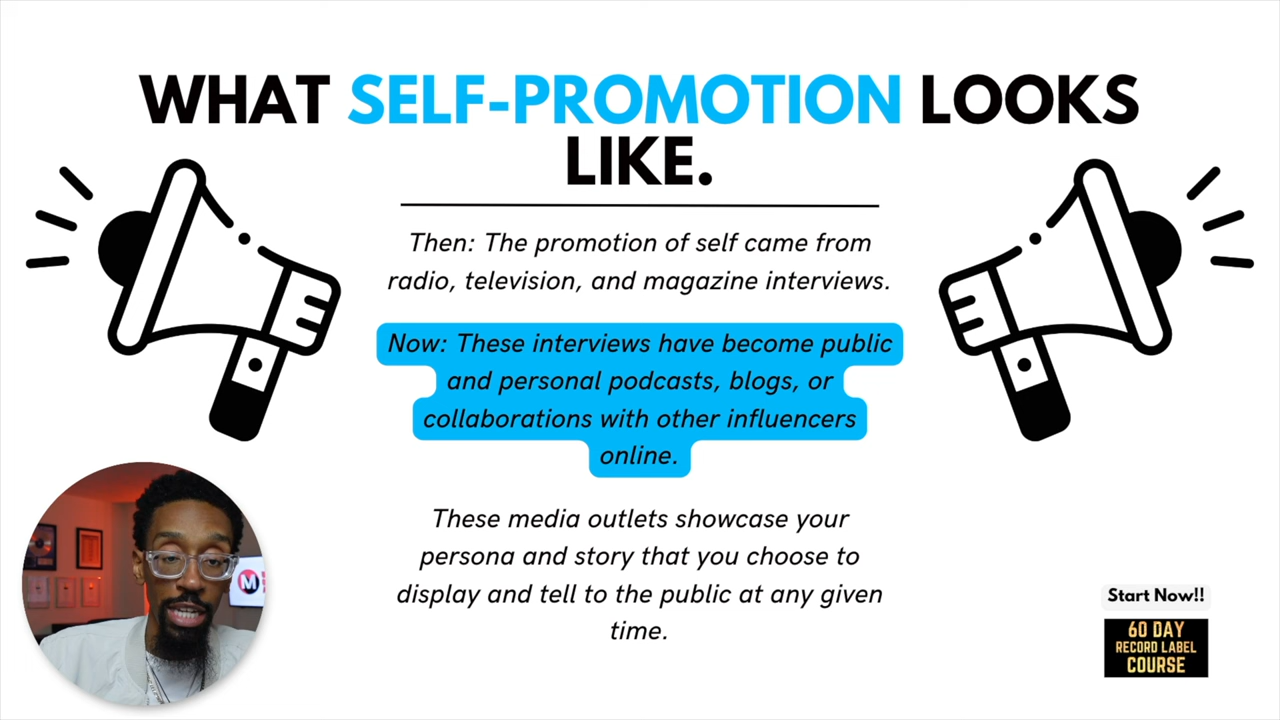 WHAT SELF-PROMOTION LOOKS
LIKE.
Then: The promotion of self came from
radio, television, and magazine interviews.
Now: These interviews have become public
and personal podcasts, blogs, or
collaborations with other influencers
online.
These media outlets showcase your
persona and story that you choose to
display and tell to the public at any given
time.
M
Start Now!!
60 DAY
RECORD LABEL
COURSE